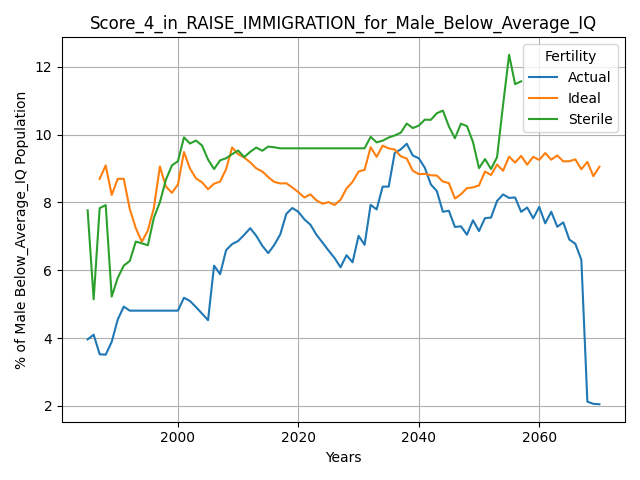 Score_4_in_RAISE_IMMIGRATION_for_Male_Below_Average_IQ
% of Male Below_Average_IQ Population
12
10
8
6
4
2
Fertility
Actual
Ideal
Sterile
2000 2020 2040 2060
Years